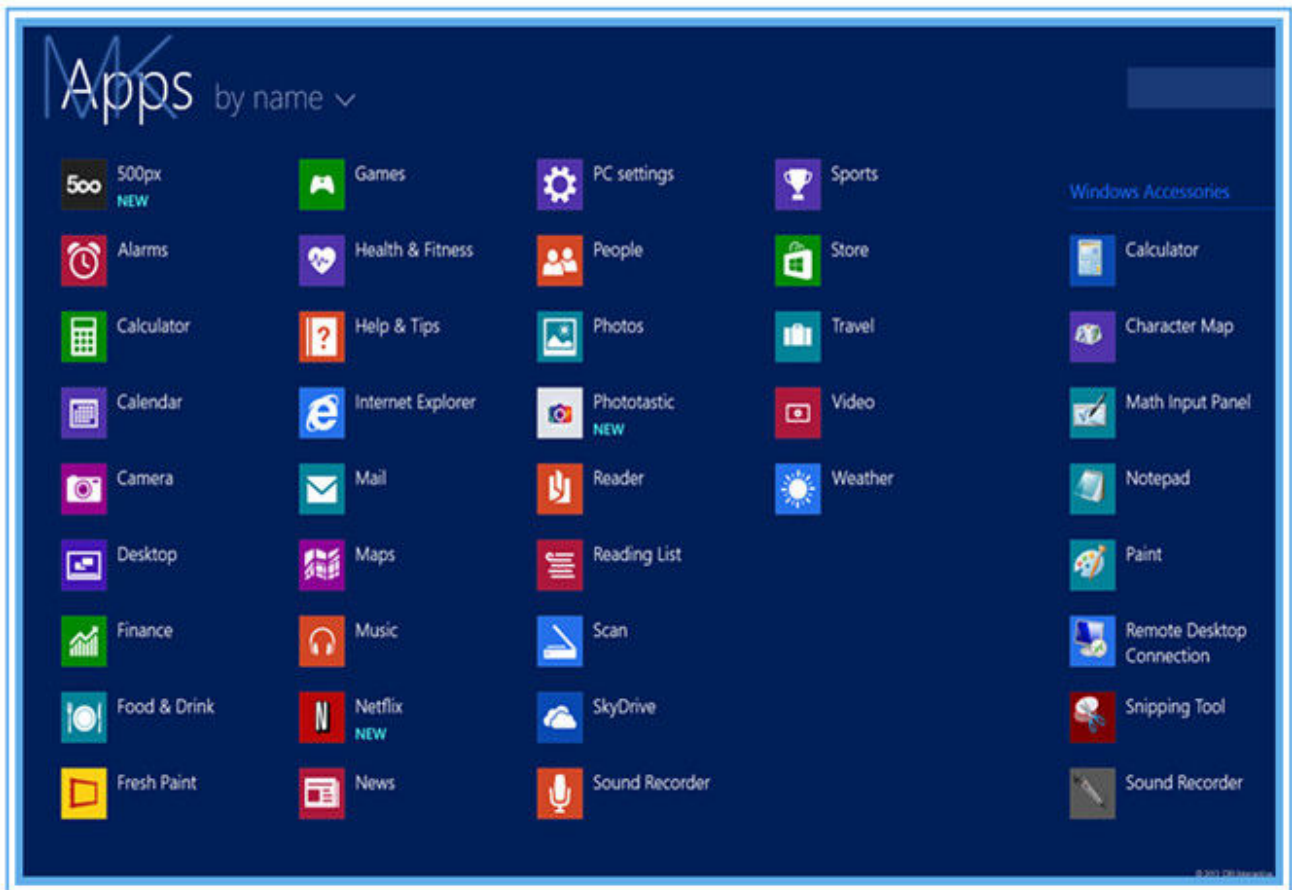 MK
Apps by name
500
500px
NEW
Alarms
Calculator
Calendar
Camera
Desktop
Finance
Food & Drink
Fresh Paint
Games
Health & Fitness
Help & Tips
Internet Explorer
Mail
Maps
Music
N
Netflix
NEW
News
PC settings
People
Photos
Phototastic
NEW
Reader
Reading List
Scan
SkyDrive
Sound Recorder
Sports
Store
Travel
Video
Weather
Windows Accessories
Calculator
Character Map
Math Input Panel
Notepad
Paint
Remote Desktop
Connection
Snipping Tool
Sound Recorder